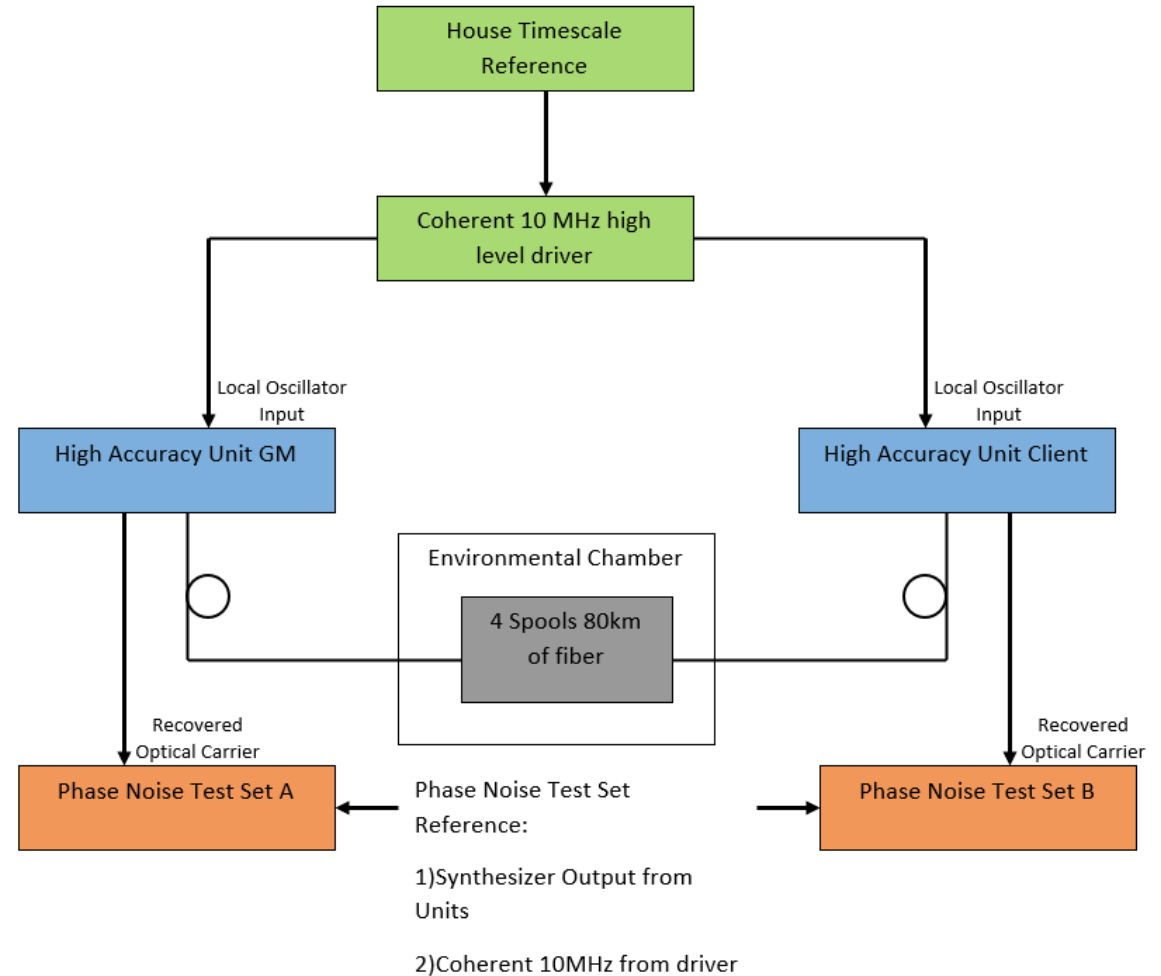 House Timescale
Reference
Coherent 10 MHz high
level driver
Local Oscillator
Input
Local Oscillator
Input
High Accuracy Unit GM
High Accuracy Unit Client
Environmental Chamber
4 Spools 80km
of fiber
Recovered
Optical Carrier
Recovered
Optical Carrier
Phase Noise Test Set A
Phase Noise Test Set
Reference:
1)Synthesizer Output from
Units
2)Coherent 10MHz from driver
Phase Noise Test Set B